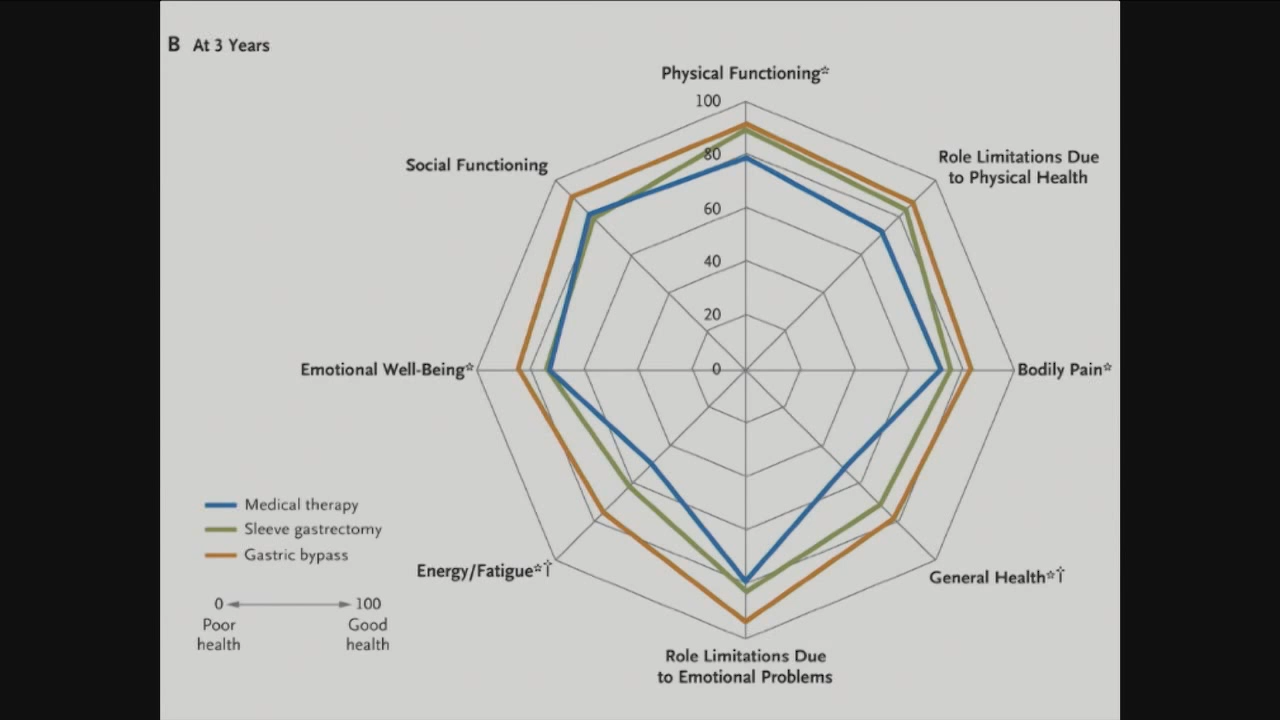 B At 3 Years
Physical Functioning*
100
80
60
40
20
0
Role Limitations Due
to Physical Health
Social Functioning
Emotional Well-Being*
Bodily Pain*
Medical therapy
Sleeve gastrectomy
Gastric bypass
Energy/Fatigue*†
General Health*†
0 100
Poor
health
Good
health
Role Limitations Due
to Emotional Problems